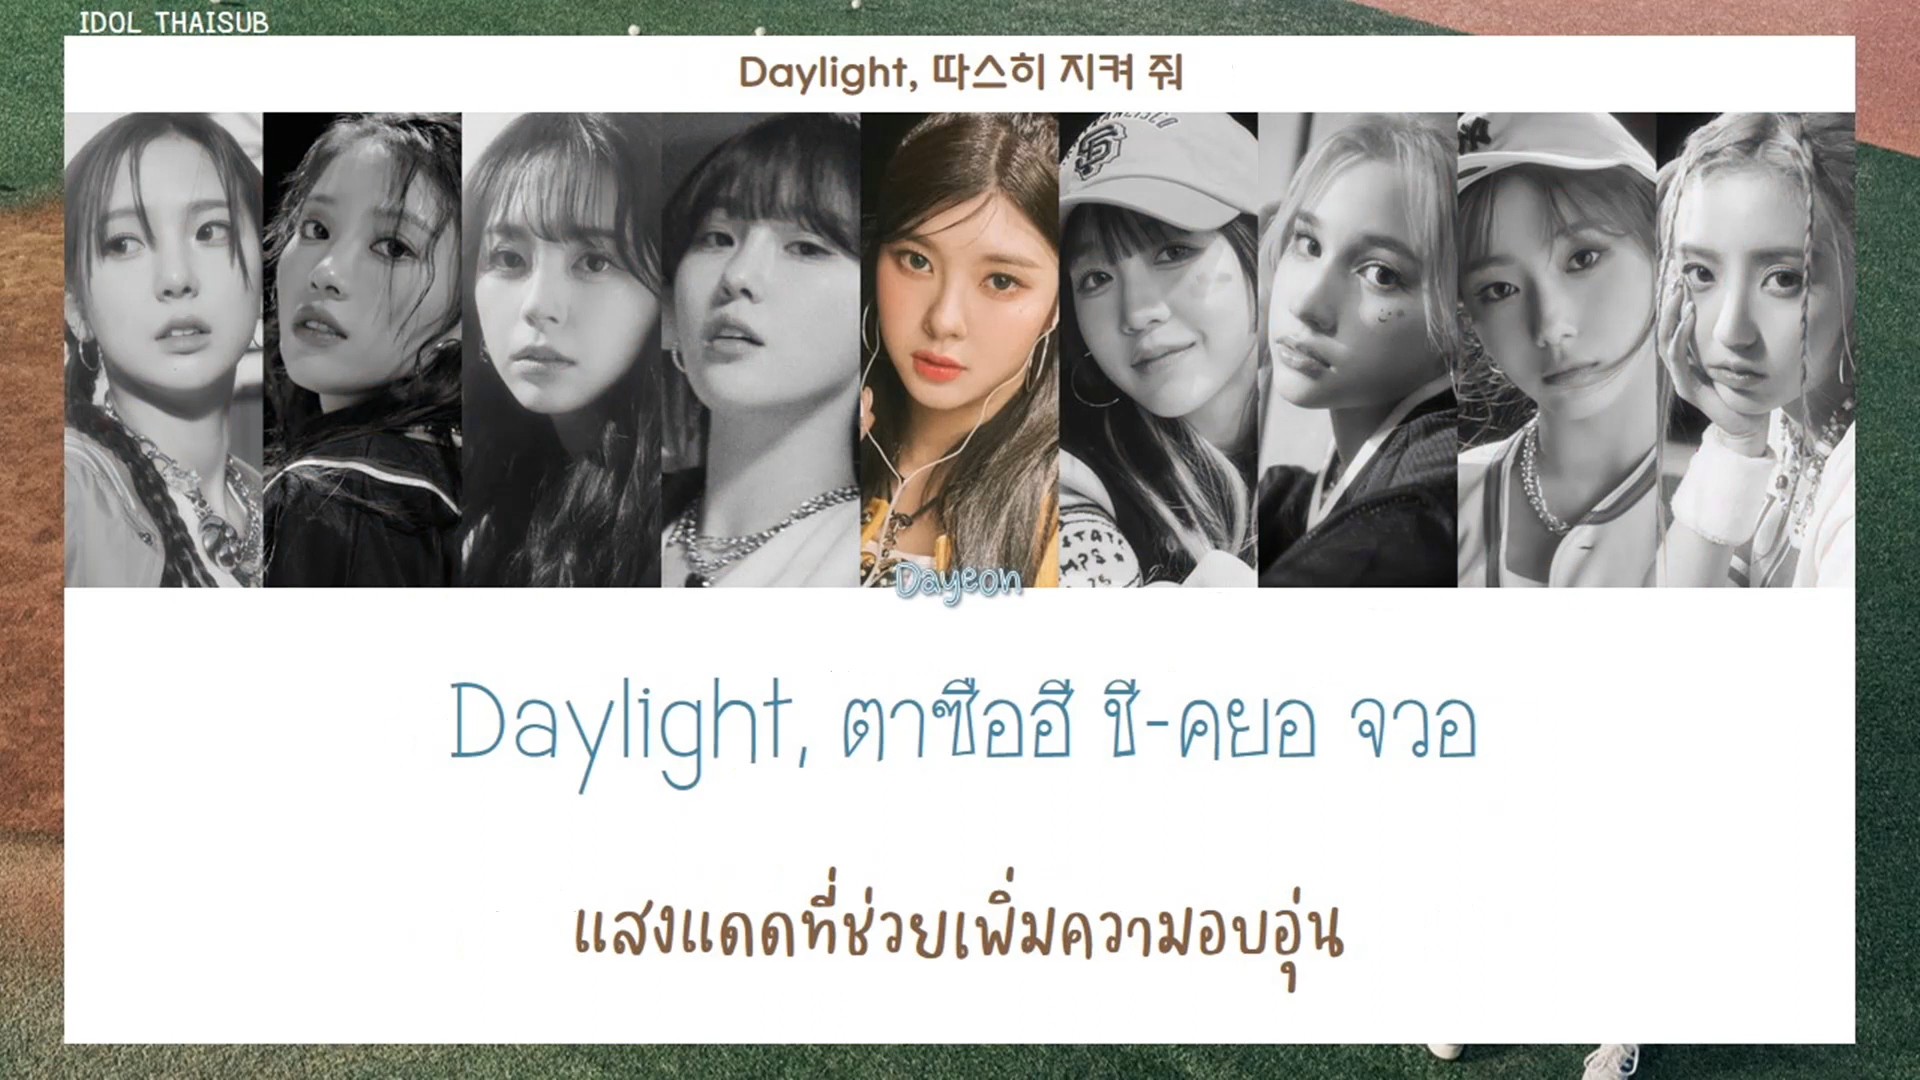 IDOL THAISUB
Daylight, 따스히 지켜 줘
Dayeon
Daylight, ตาซือฮี ชี-คยอ จวอ
แสงแดดที่ช่วยเพิ่มความอบอุ่น